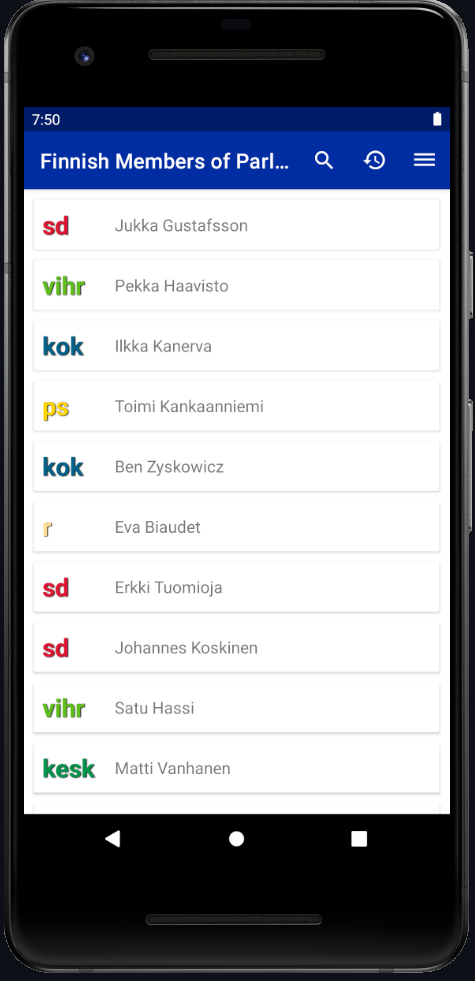 7:50
Finnish Members of Parl...
sd Jukka Gustafsson
vihr Pekka Haavisto
kok Ilkka Kanerva
ps Toimi Kankaanniemi
kok Ben Zyskowicz
r Eva Biaudet
sd Erkki Tuomioja
sd Johannes Koskinen
vihr Satu Hassi
kesk Matti Vanhanen